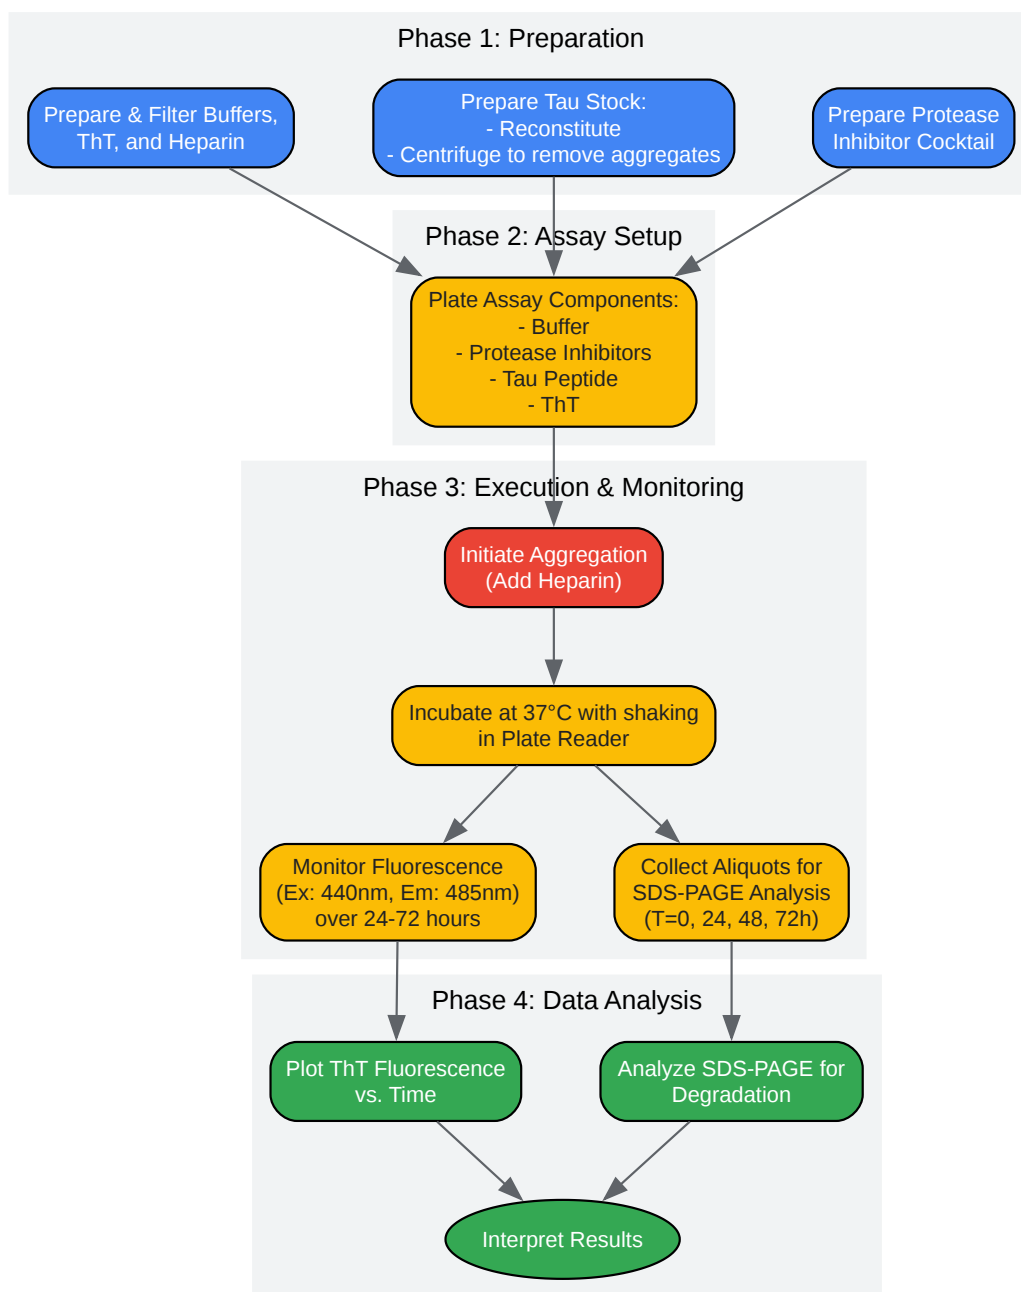 Phase 1: Preparation
Prepare & Filter Buffers,
ThT, and Heparin
Prepare Tau Stock:
- Reconstitute
- Centrifuge to remove aggregates
Prepare Protease
Inhibitor Cocktail
Phase 2: Assay Setup
Plate Assay Components:
- Buffer
- Protease Inhibitors
- Tau Peptide
- ThT
Phase 3: Execution & Monitoring
Initiate Aggregation
(Add Heparin)
Incubate at 37°C with shaking
in Plate Reader
Monitor Fluorescence
(Ex: 440nm, Em: 485nm)
over 24-72 hours
Collect Aliquots for
SDS-PAGE Analysis
(T=0, 24, 48, 72h)
Phase 4: Data Analysis
Plot ThT Fluorescence
vs. Time
Analyze SDS-PAGE for
Degradation
Interpret Results